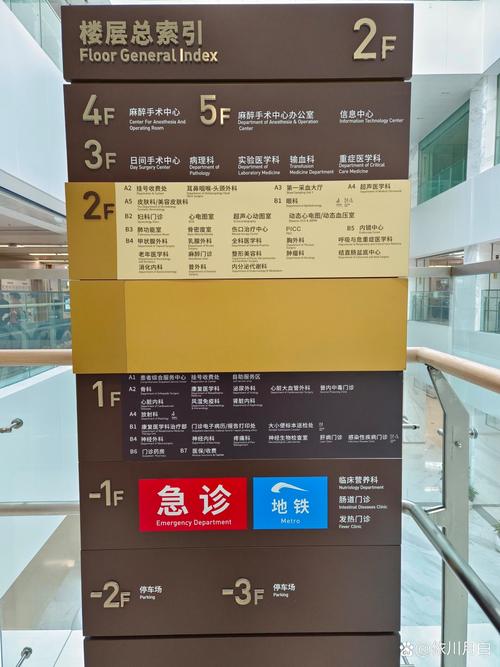 楼层总索引 2F
Floor General Index
4F 麻醉手术中心 5F 麻醉手术中心办公室 信息中心
Center For Anesthesia And Operating Room Department of Anesthesia & Operation Center Information Technology Center
3F 日间手术中心 病理科 实验医学科 输血科 重症医学科
Day Surgery Center Department of Pathology Department of Laboratory Medicine Transfusion Medicine Department Department of Critical Care Medicine
2F
A2 挂号收费处 耳鼻咽喉-头颈外科 A3 第一采血大厅 A4 超声医学科
A5 皮肤科/美容皮肤科 B1 眼科
B2 妇科门诊 心电图室 超声心动图室 动态心电图/动态血压室
B3 肺功能室 骨密度室 伤口治疗中心 PICC B5 内镜中心
B4 甲状腺外科 乳腺外科 全科医学科 胸外科 呼吸与危重症医学科
老年医学科 麻醉门诊 整形美容科 肿瘤科 结直肠盆底中心
消化内科 普外科 内分泌代谢科
1F
A1 患者综合服务中心 挂号收费处 自助服务区
A2 骨科 康复医学科 泌尿外科 心脏大血管外科
心脏内科 风湿免疫科 肾脏内科
A4 放射科
B1 康复医学科治疗部 门诊电子病历/报告打印处 大小便标本送检处
B4 神经外科 神经内科 疼痛科 神经生物检查室 肝病门诊 感染性疾病门诊
B6 门诊药房 B7 医保/收费
-1F 急诊 地铁 临床营养科
Emergency Department Metro Nutriology Department
肠道门诊
Intestinal Diseases Clinic
发热门诊
Fever Clinic
-2F 停车场 -3F 停车场
Parking Parking
@依川月白